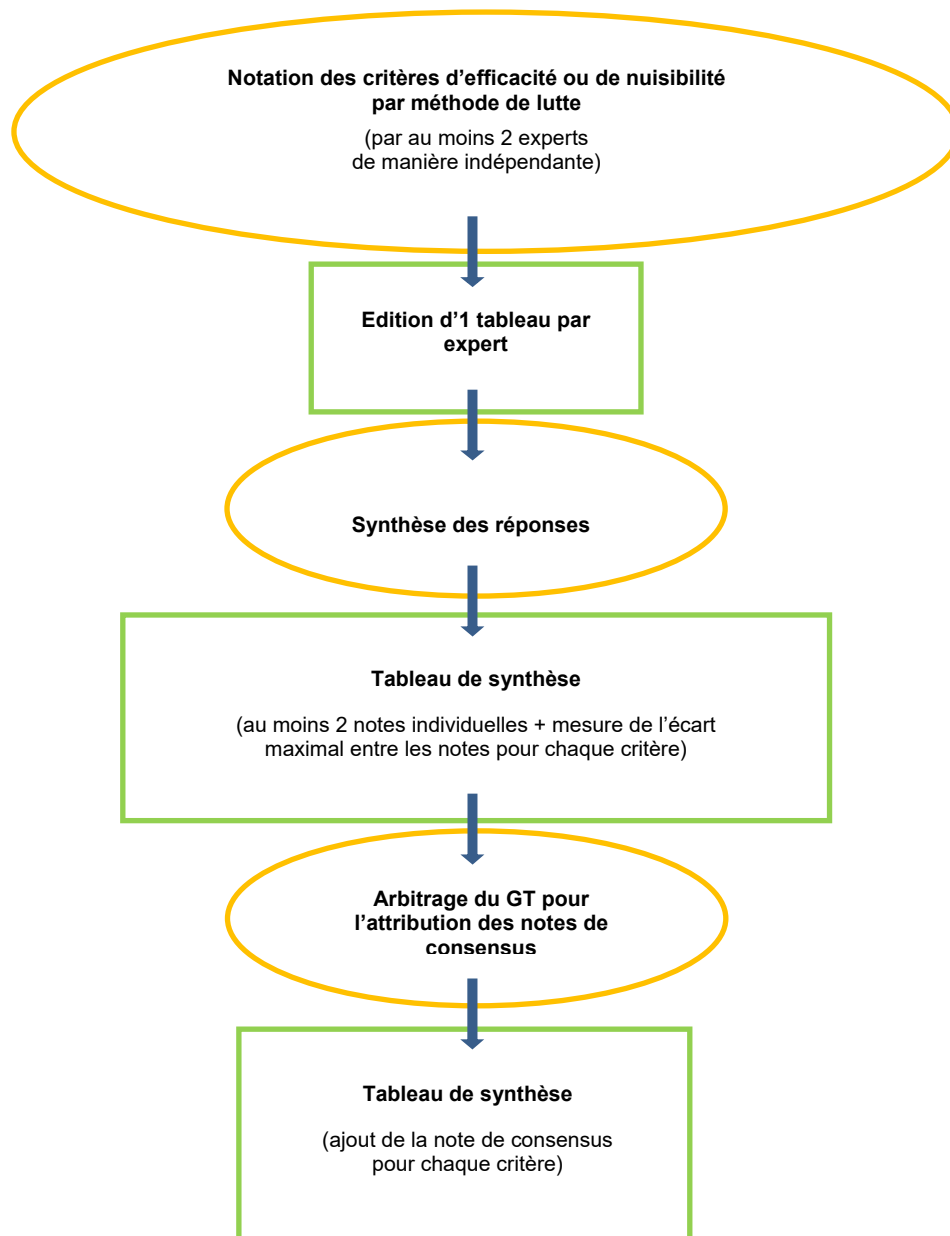 Notation des critères d’efficacité ou de nuisibilité
par méthode de lutte
(par au moins 2 experts
de manière indépendante)
Edition d’1 tableau par
expert
Synthèse des réponses
Tableau de synthèse
(au moins 2 notes individuelles + mesure de l’écart
maximal entre les notes pour chaque critère)
Arbitrage du GT pour
l’attribution des notes de
consensus
Tableau de synthèse
(ajout de la note de consensus
pour chaque critère)